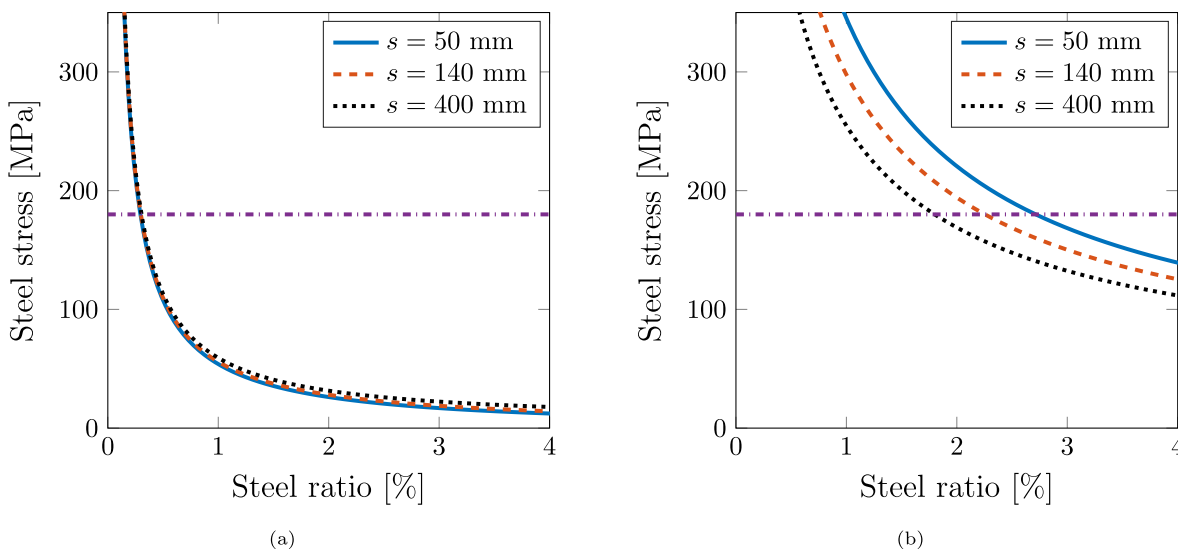 300
200
100
0
0 1 2 3 4
Steel stress [MPa]
Steel ratio [%]
s = 50 mm
s = 140 mm
s = 400 mm
(a)
300
200
100
0
0 1 2 3 4
Steel stress [MPa]
Steel ratio [%]
s = 50 mm
s = 140 mm
s = 400 mm
(b)